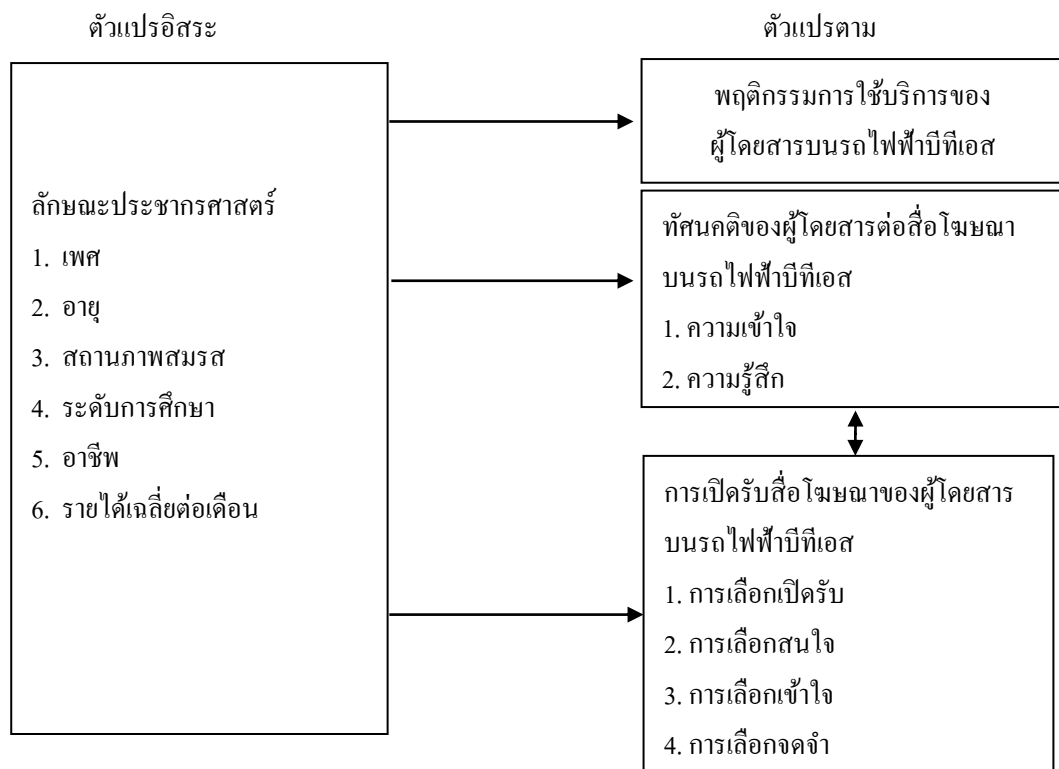 ตัวแปรอิสระ
ตัวแปรตาม
ลักษณะประชากรศาสตร์
1. เพศ
2. อายุ
3. สถานภาพสมรส
4. ระดับการศึกษา
5. อาชีพ
6. รายได้เฉลี่ยต่อเดือน
พฤติกรรมการใช้บริการของ
ผู้โดยสารบนรถไฟฟ้าบีทีเอส
ทัศนคติของผู้โดยสารต่อสื่อโฆษณา
บนรถไฟฟ้าบีทีเอส
1. ความเข้าใจ
2. ความรู้สึก
การเปิดรับสื่อโฆษณาของผู้โดยสาร
บนรถไฟฟ้าบีทีเอส
1. การเลือกเปิดรับ
2. การเลือกสนใจ
3. การเลือกเข้าใจ
4. การเลือกจดจำ